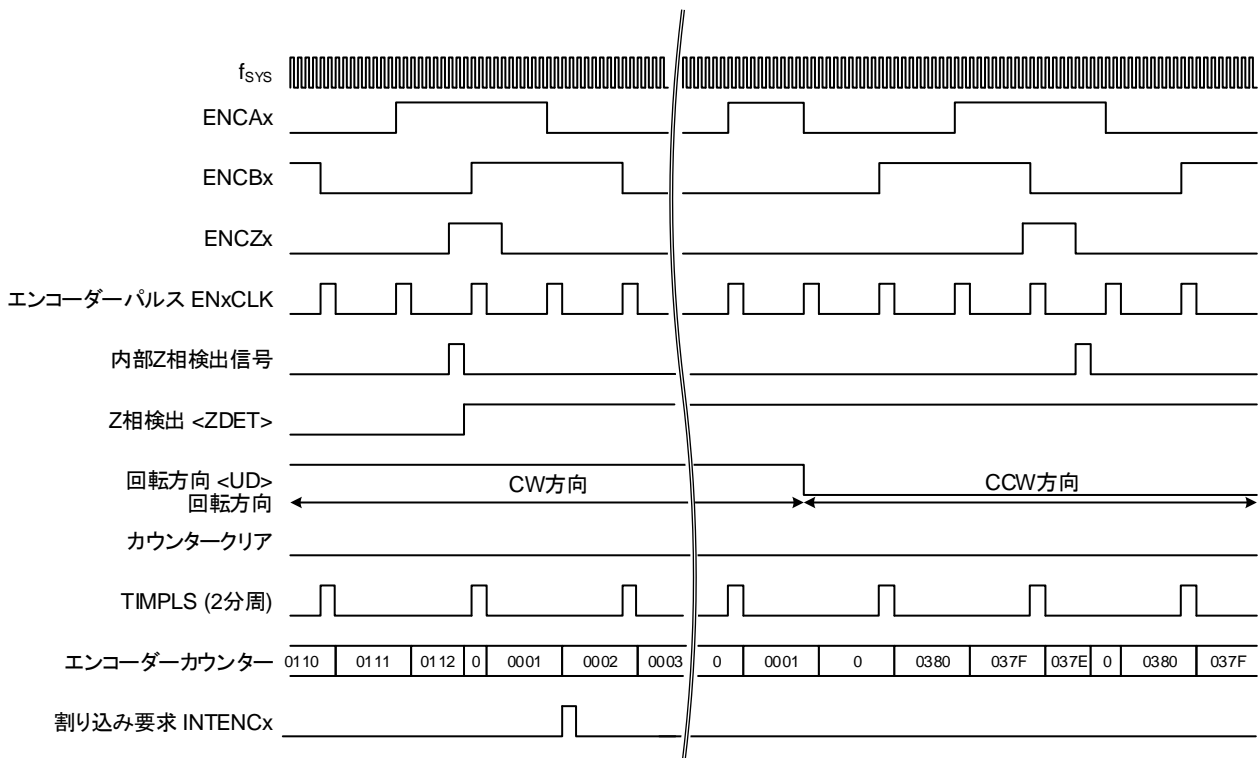 fSYS
ENCAx
ENCBx
ENCZx
エンコーダーパルス ENxCLK
内部Z相検出信号
Z相検出 <ZDET>
回転方向 <UD>
回転方向
CW方向
CCW方向
カウンタークリア
TIMPLS (2分周)
エンコーダーカウンター 0110 0111 0112 0 0001 0002 0003 0 0001 0 0380 037F 037E 0 0380 037F
割り込み要求 INTENCx